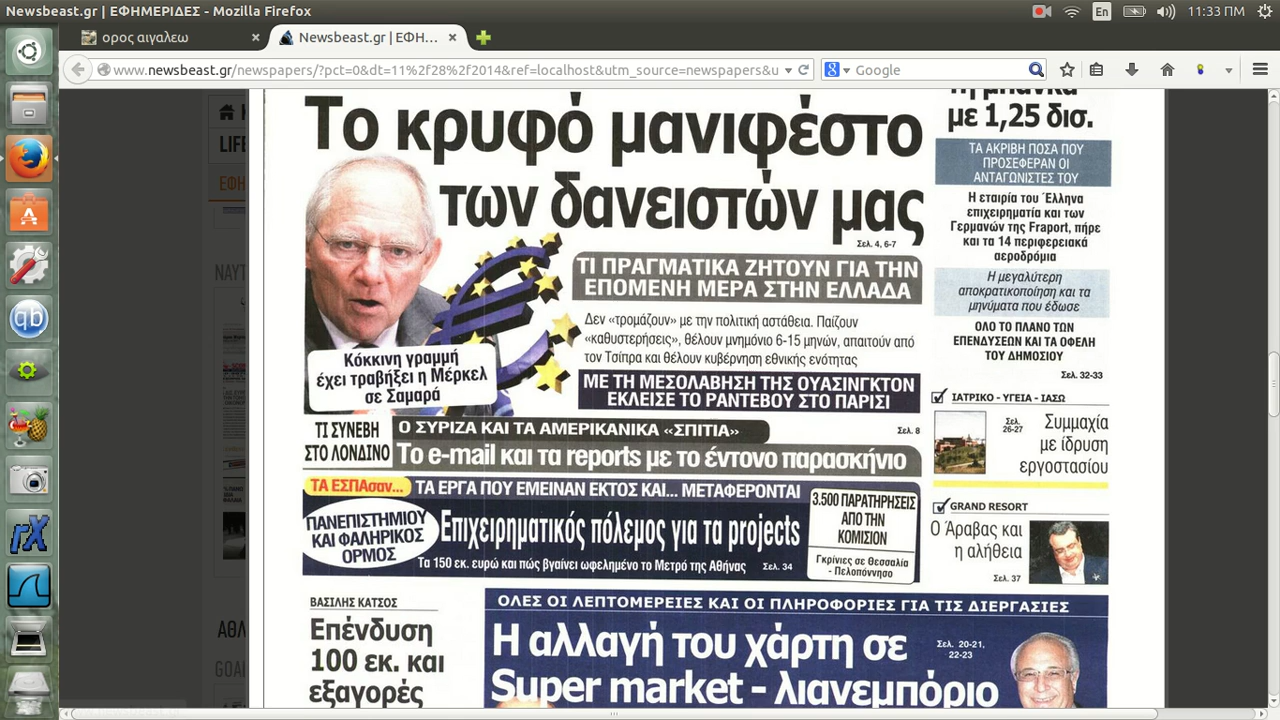 Newsbeast.gr | ΕΦΗΜΕΡΙΔΕΣ - Mozilla Firefox
En
11:33 ΠΜ
ορος αιγαλεω
Newsbeast.gr | ΕΦΗ...
www.newsbeast.gr/newspapers/?pct=0&dt=11%2f28%2f2014&ref=localhost&utm_source=newspapers&u
Google
LIFE
ΕΦΗ
ΝΑΥΤ
ΑΘΛ
GOAL
Το κρυφό μανιφέστο
των δανειστών μας
Σελ. 4, 6-7
ΤΙ ΠΡΑΓΜΑΤΙΚΑ ΖΗΤΟΥΝ ΓΙΑ ΤΗΝ
ΕΠΟΜΕΝΗ ΜΕΡΑ ΣΤΗΝ ΕΛΛΑΔΑ
Δεν «τρομάζουν» με την πολιτική αστάθεια. Παίζουν
«καθυστερήσεις», θέλουν μνημόνιο 6-15 μηνών, απαιτούν από
τον Τσίπρα και θέλουν κυβέρνηση εθνικής ενότητας
Κόκκινη γραμμή
έχει τραβήξει η Μέρκελ
σε Σαμαρά
ΜΕ ΤΗ ΜΕΣΟΛΑΒΗΣΗ ΤΗΣ ΟΥΑΣΙΝΓΚΤΟΝ
ΕΚΛΕΙΣΕ ΤΟ ΡΑΝΤΕΒΟΥ ΣΤΟ ΠΑΡΙΣΙ
ΤΙ ΣΥΝΕΒΗ
ΣΤΟ ΛΟΝΔΙΝΟ
Ο ΣΥΡΙΖΑ ΚΑΙ ΤΑ ΑΜΕΡΙΚΑΝΙΚΑ «ΣΠΙΤΙΑ»
Σελ. 8
Το e-mail και τα reports με το έντονο παρασκήνιο
ΤΑ ΕΣΠΑσαν...
ΤΑ ΕΡΓΑ ΠΟΥ ΕΜΕΙΝΑΝ ΕΚΤΟΣ ΚΑΙ... ΜΕΤΑΦΕΡΟΝΤΑΙ
ΠΑΝΕΠΙΣΤΗΜΙΟΥ
ΚΑΙ ΦΑΛΗΡΙΚΟΣ
ΟΡΜΟΣ
Επιχειρηματικός πόλεμος για τα projects
Τα 150 εκ. ευρώ και πώς βγαίνει ωφελημένο το Μετρό της Αθήνας
Σελ. 34
3.500 ΠΑΡΑΤΗΡΗΣΕΙΣ
ΑΠΟ ΤΗΝ
ΚΟΜΙΣΙΟΝ
Γκρίνιες σε Θεσσαλία
- Πελοπόννησο
τη μπάνκα
με 1,25 δισ.
ΤΑ ΑΚΡΙΒΗ ΠΟΣΑ ΠΟΥ
ΠΡΟΣΕΦΕΡΑΝ ΟΙ
ΑΝΤΑΓΩΝΙΣΤΕΣ ΤΟΥ
Η εταιρία του Έλληνα
επιχειρηματία και των
Γερμανών της Fraport, πήρε
και τα 14 περιφερειακά
αεροδρόμια
Η μεγαλύτερη
αποκρατικοποίηση και τα
μηνύματα που έδωσε
ΟΛΟ ΤΟ ΠΛΑΝΟ ΤΩΝ
ΕΠΕΝΔΥΣΕΩΝ ΚΑΙ ΤΑ ΟΦΕΛΗ
ΤΟΥ ΔΗΜΟΣΙΟΥ
Σελ. 32-33
ΙΑΤΡΙΚΟ - ΥΓΕΙΑ - ΙΑΣΩ
Σελ.
26-27
Συμμαχία
με ίδρυση
εργοστασίου
GRAND RESORT
Ο Άραβας και
η αλήθεια
Σελ. 37
ΒΑΣΙΛΗΣ ΚΑΤΣΟΣ
Επένδυση
100 εκ. και
εξαγορές
ΟΛΕΣ ΟΙ ΛΕΠΤΟΜΕΡΕΙΕΣ ΚΑΙ ΟΙ ΠΛΗΡΟΦΟΡΙΕΣ ΓΙΑ ΤΙΣ ΔΙΕΡΓΑΣΙΕΣ
Η αλλαγή του χάρτη σε
Super market - λιανεμπόριο
Σελ. 20-21,
22-23